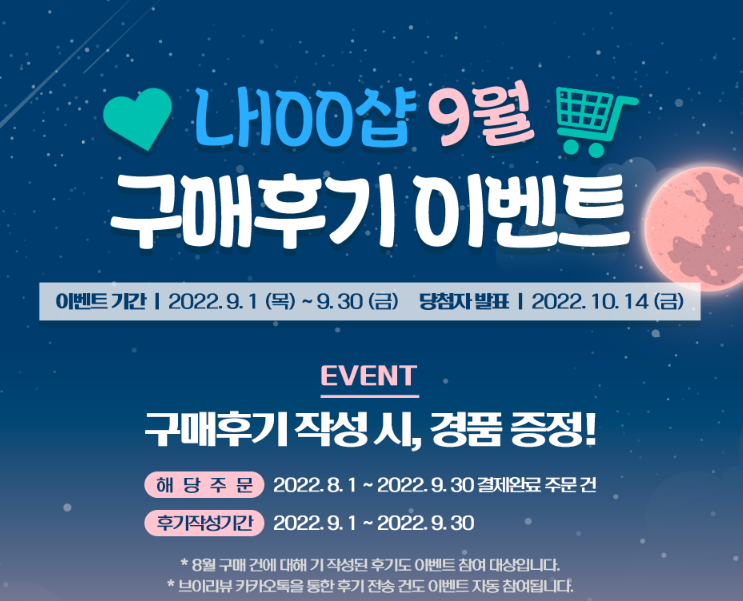 내100샵 9월
구매후기 이벤트
이벤트 기간 | 2022. 9. 1 (목) ~ 9. 30 (금) 당첨자 발표 | 2022. 10. 14 (금)
EVENT
구매후기 작성 시, 경품 증정!
해 당 주 문 2022. 8. 1 ~ 2022. 9. 30 결제완료 주문 건
후기작성기간 2022. 9. 1 ~ 2022. 9. 30
* 8월 구매 건에 대해 기 작성된 후기도 이벤트 참여 대상입니다.
* 브이리뷰 카카오톡을 통한 후기 전송 건도 이벤트 자동 참여됩니다.